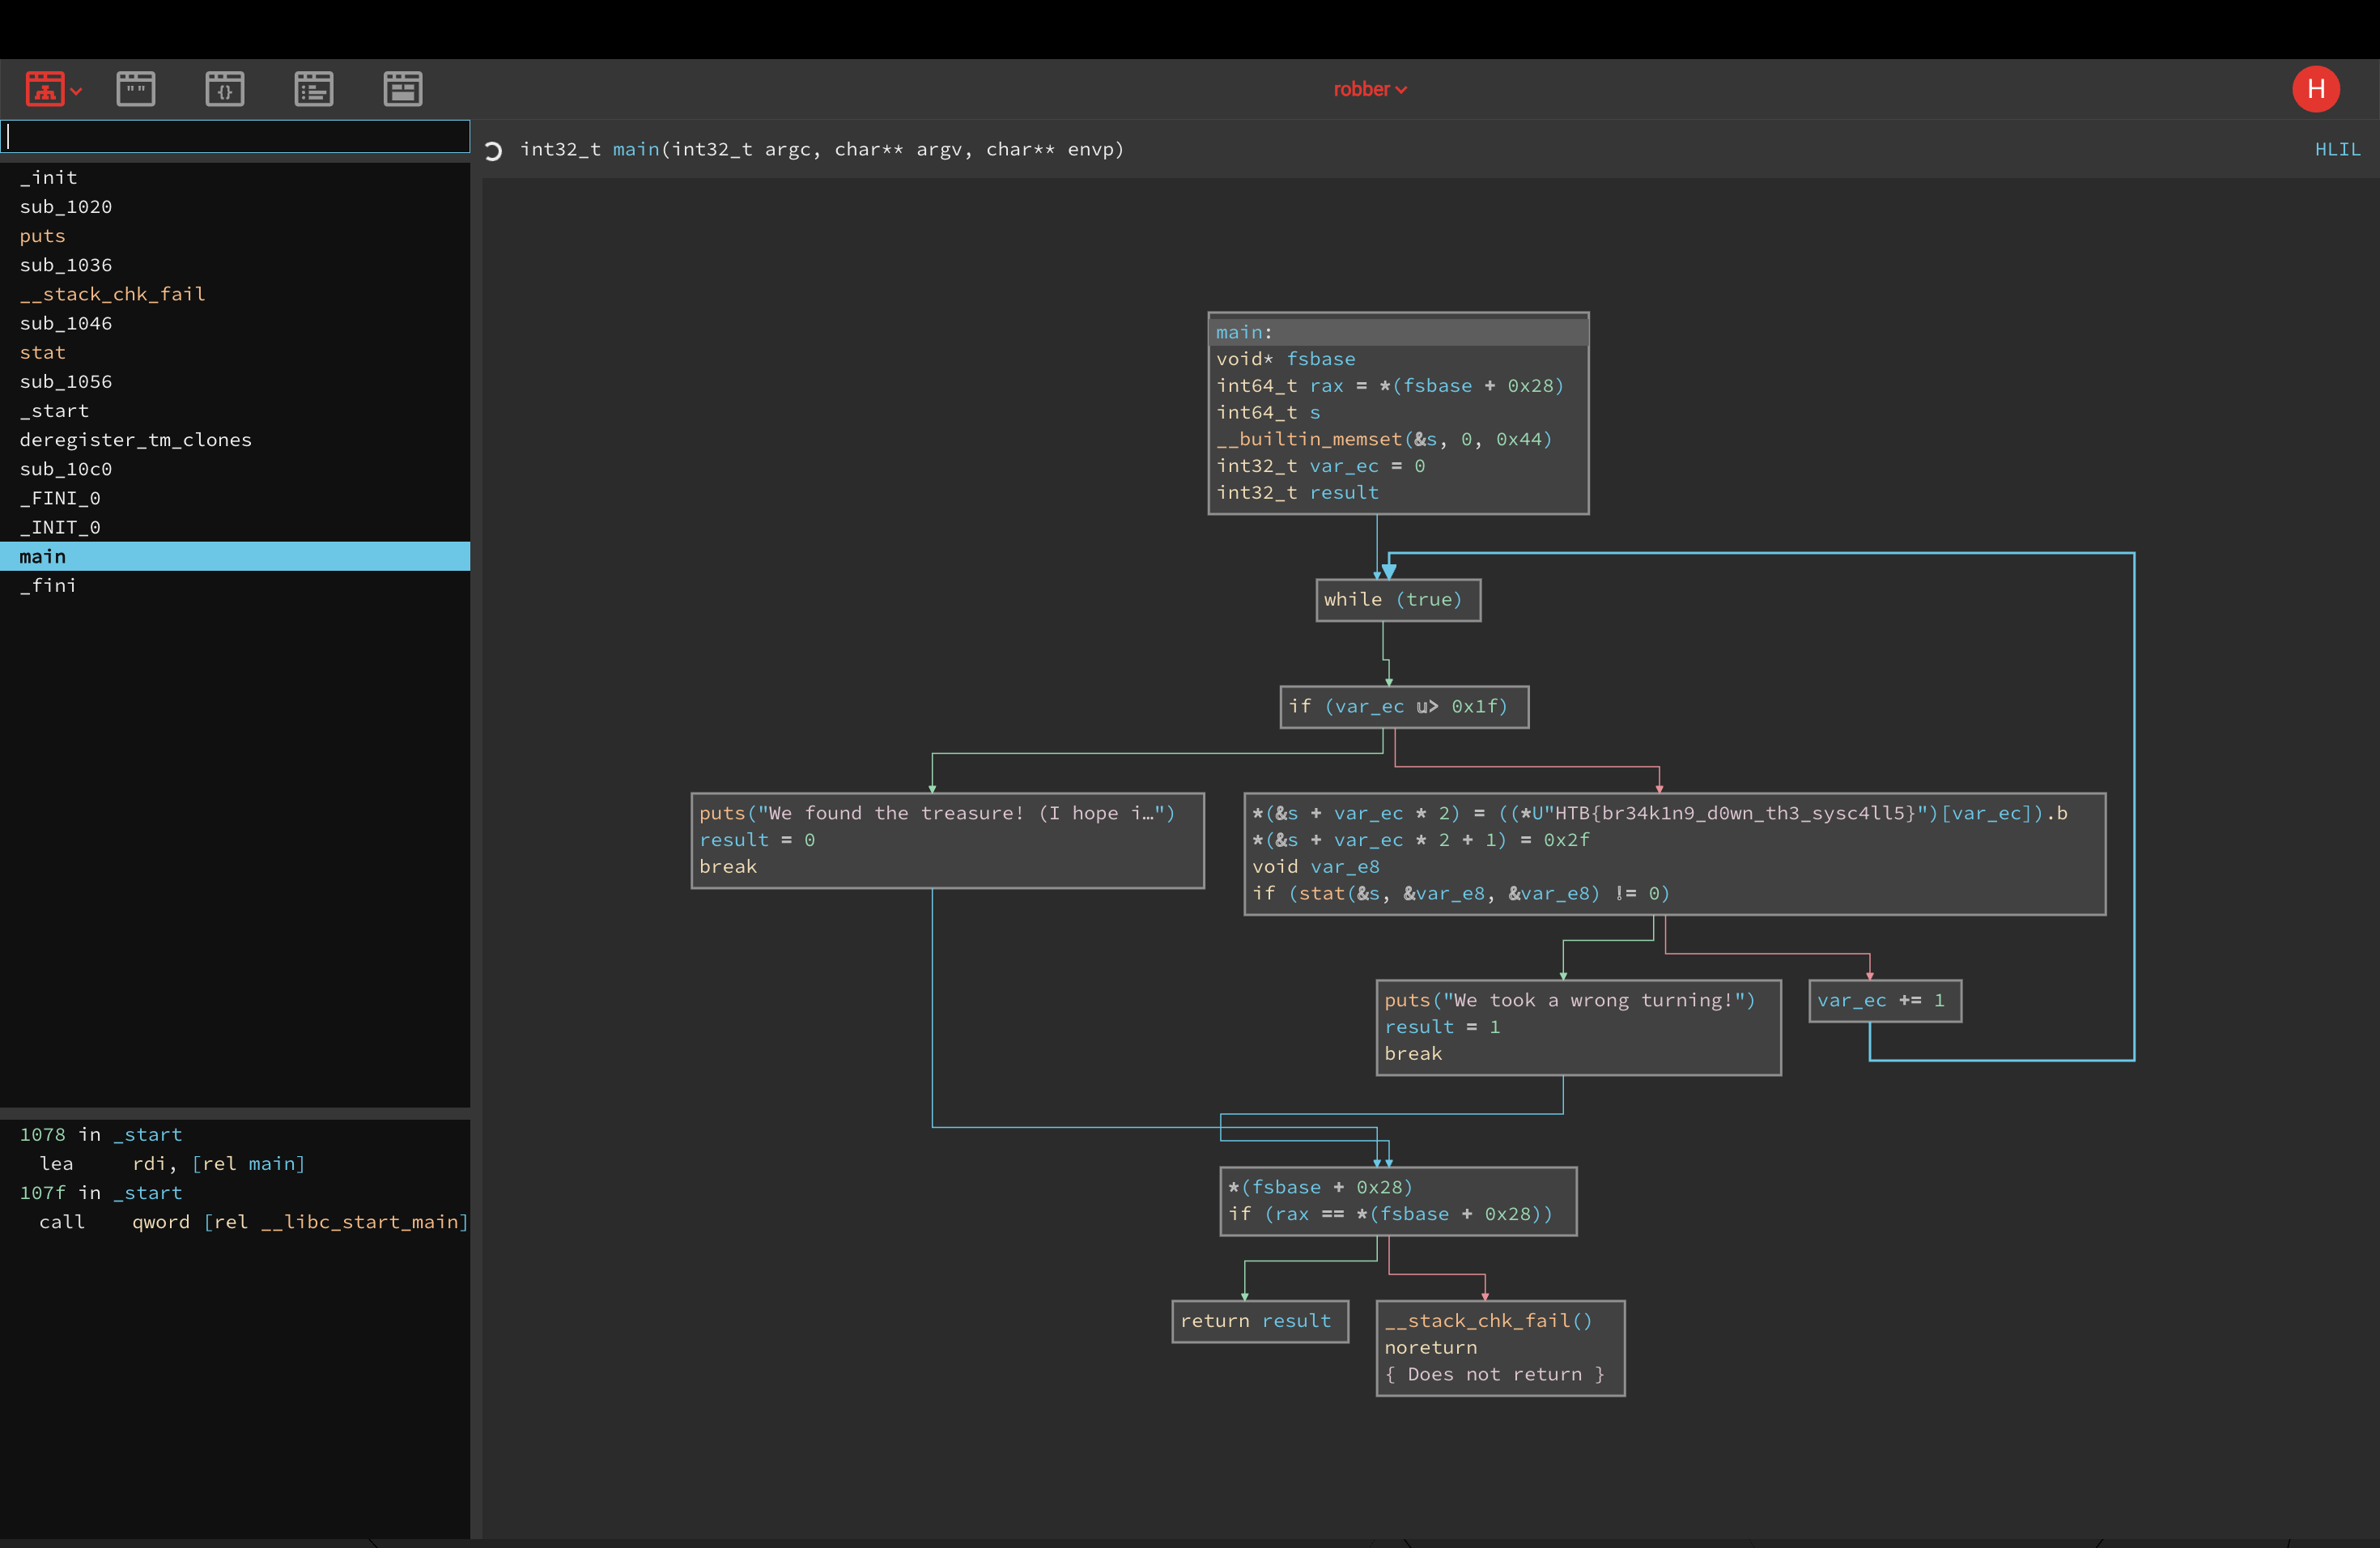 robber
H
int32_t main(int32_t argc, char** argv, char** envp)
HLIL
_init
sub_1020
puts
sub_1036
__stack_chk_fail
sub_1046
stat
sub_1056
_start
deregister_tm_clones
sub_10c0
_FINI_0
_INIT_0
main
_fini
1078 in _start
lea rdi, [rel main]
107f in _start
call qword [rel __libc_start_main]
main:
void* fsbase
int64_t rax = *(fsbase + 0x28)
int64_t s
__builtin_memset(&s, 0, 0x44)
int32_t var_ec = 0
int32_t result
while (true)
if (var_ec u> 0x1f)
puts("We found the treasure! (I hope i…")
result = 0
break
*(&s + var_ec * 2) = ((*U"HTB{br34k1n9_d0wn_th3_sysc4ll5}")[var_ec]).b
*(&s + var_ec * 2 + 1) = 0x2f
void var_e8
if (stat(&s, &var_e8, &var_e8) != 0)
puts("We took a wrong turning!")
result = 1
break
var_ec += 1
*(fsbase + 0x28)
if (rax == *(fsbase + 0x28))
return result
__stack_chk_fail()
noreturn
{ Does not return }